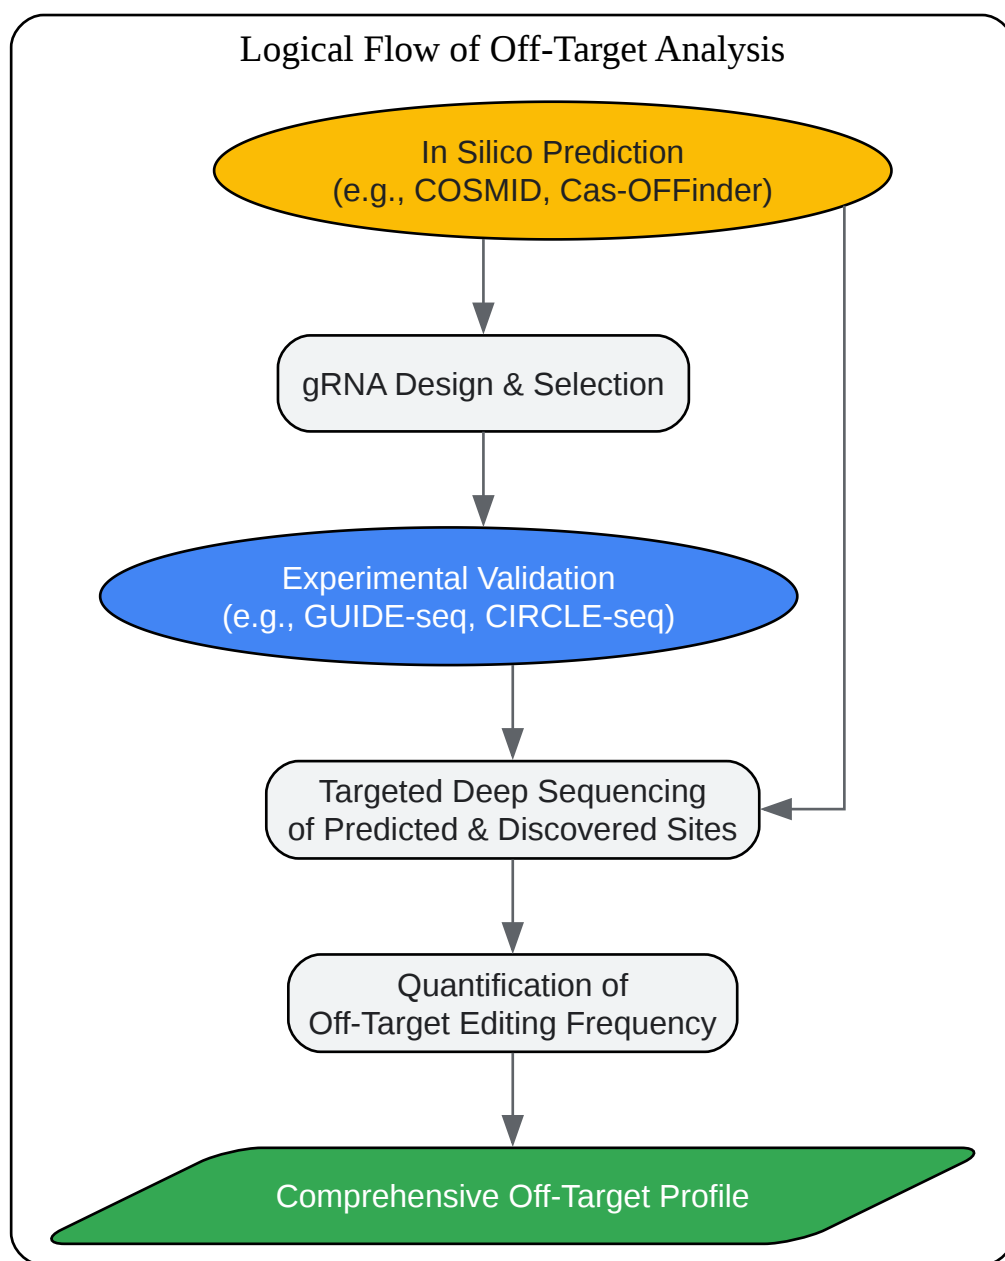 Logical Flow of Off-Target Analysis
In Silico Prediction
(e.g., COSMID, Cas-OFFinder)
gRNA Design & Selection
Experimental Validation
(e.g., GUIDE-seq, CIRCLE-seq)
Targeted Deep Sequencing
of Predicted & Discovered Sites
Quantification of
Off-Target Editing Frequency
Comprehensive Off-Target Profile